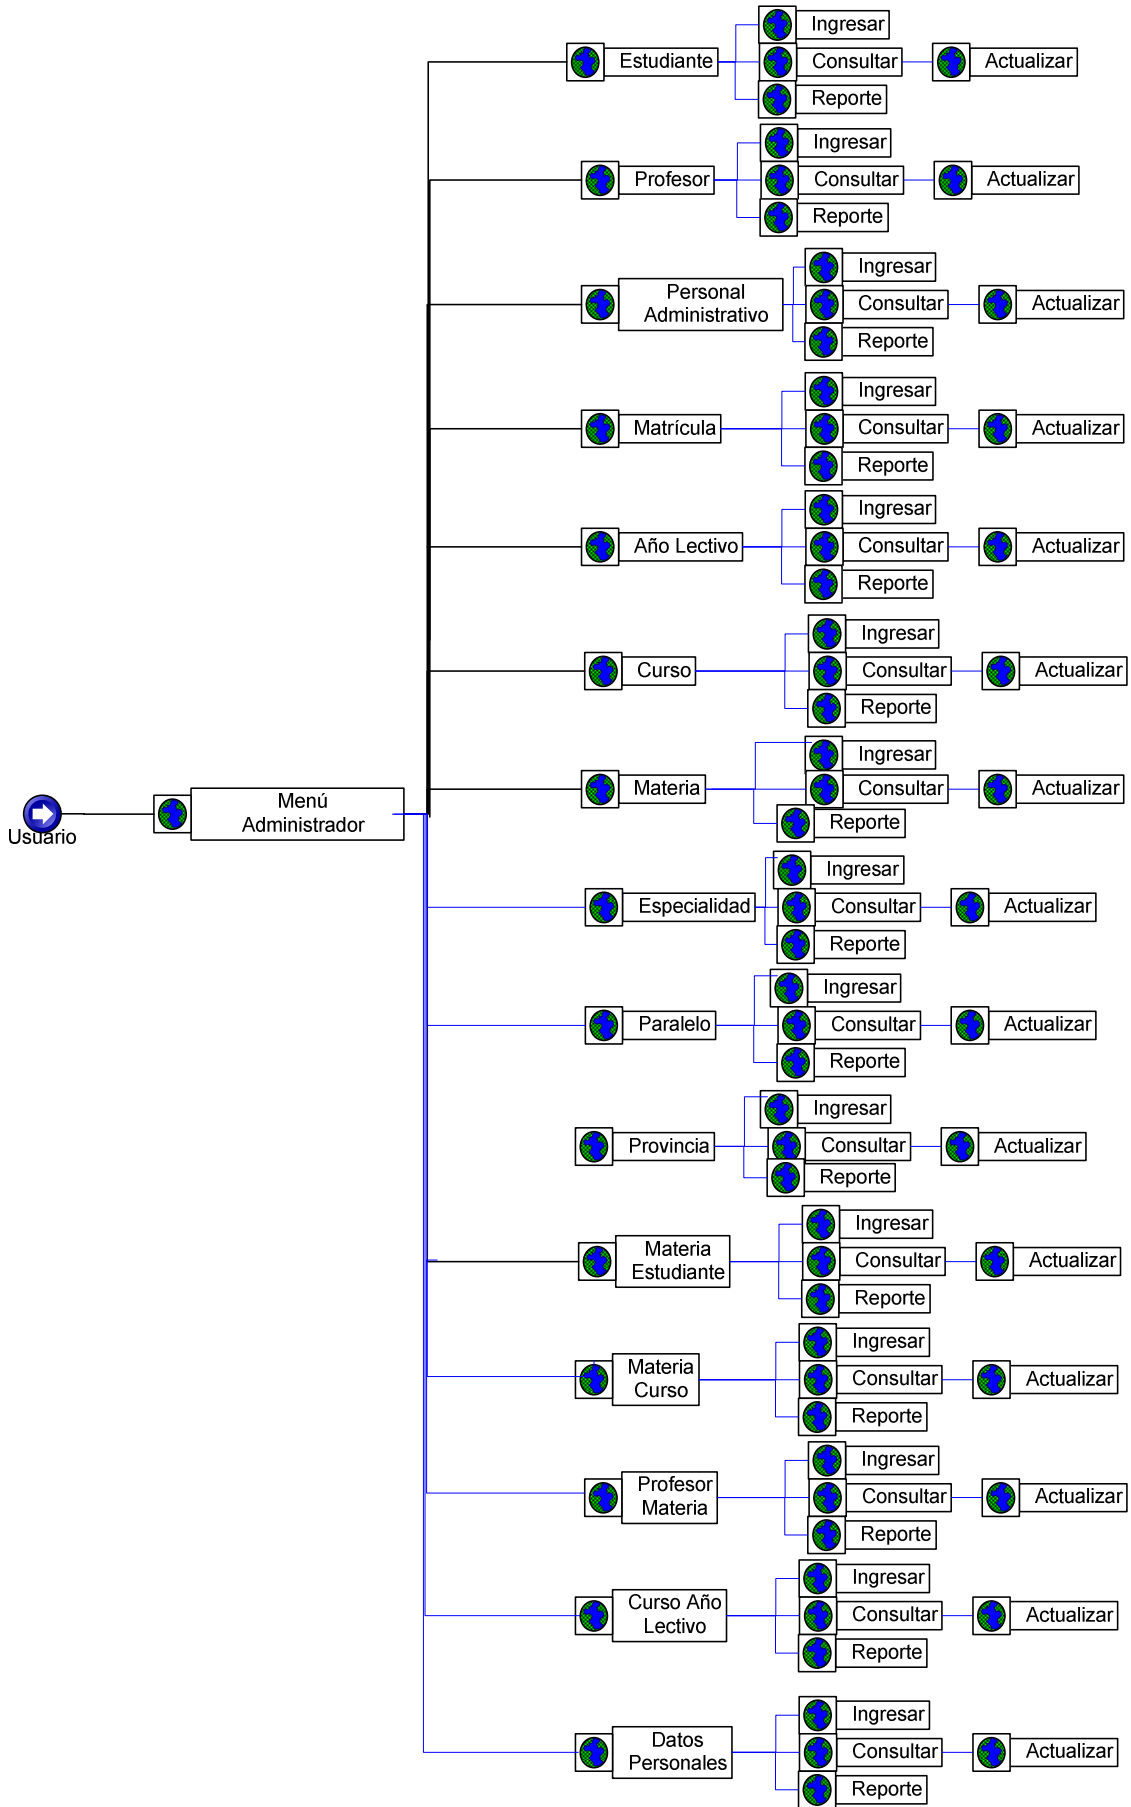 Ingresar
Estudiante
Consultar
Actualizar
Reporte
Ingresar
Profesor
Consultar
Actualizar
Reporte
Ingresar
Personal
Administrativo
Consultar
Actualizar
Reporte
Ingresar
Matrícula
Consultar
Actualizar
Reporte
Ingresar
Año Lectivo
Consultar
Actualizar
Reporte
Ingresar
Curso
Consultar
Actualizar
Reporte
Ingresar
Materia
Consultar
Actualizar
Reporte
Usuario
Menú
Administrador
Ingresar
Especialidad
Consultar
Actualizar
Reporte
Ingresar
Paralelo
Consultar
Actualizar
Reporte
Ingresar
Provincia
Consultar
Actualizar
Reporte
Ingresar
Materia
Estudiante
Consultar
Actualizar
Reporte
Ingresar
Materia
Curso
Consultar
Actualizar
Reporte
Ingresar
Profesor
Materia
Consultar
Actualizar
Reporte
Ingresar
Curso Año
Lectivo
Consultar
Actualizar
Reporte
Ingresar
Datos
Personales
Consultar
Actualizar
Reporte